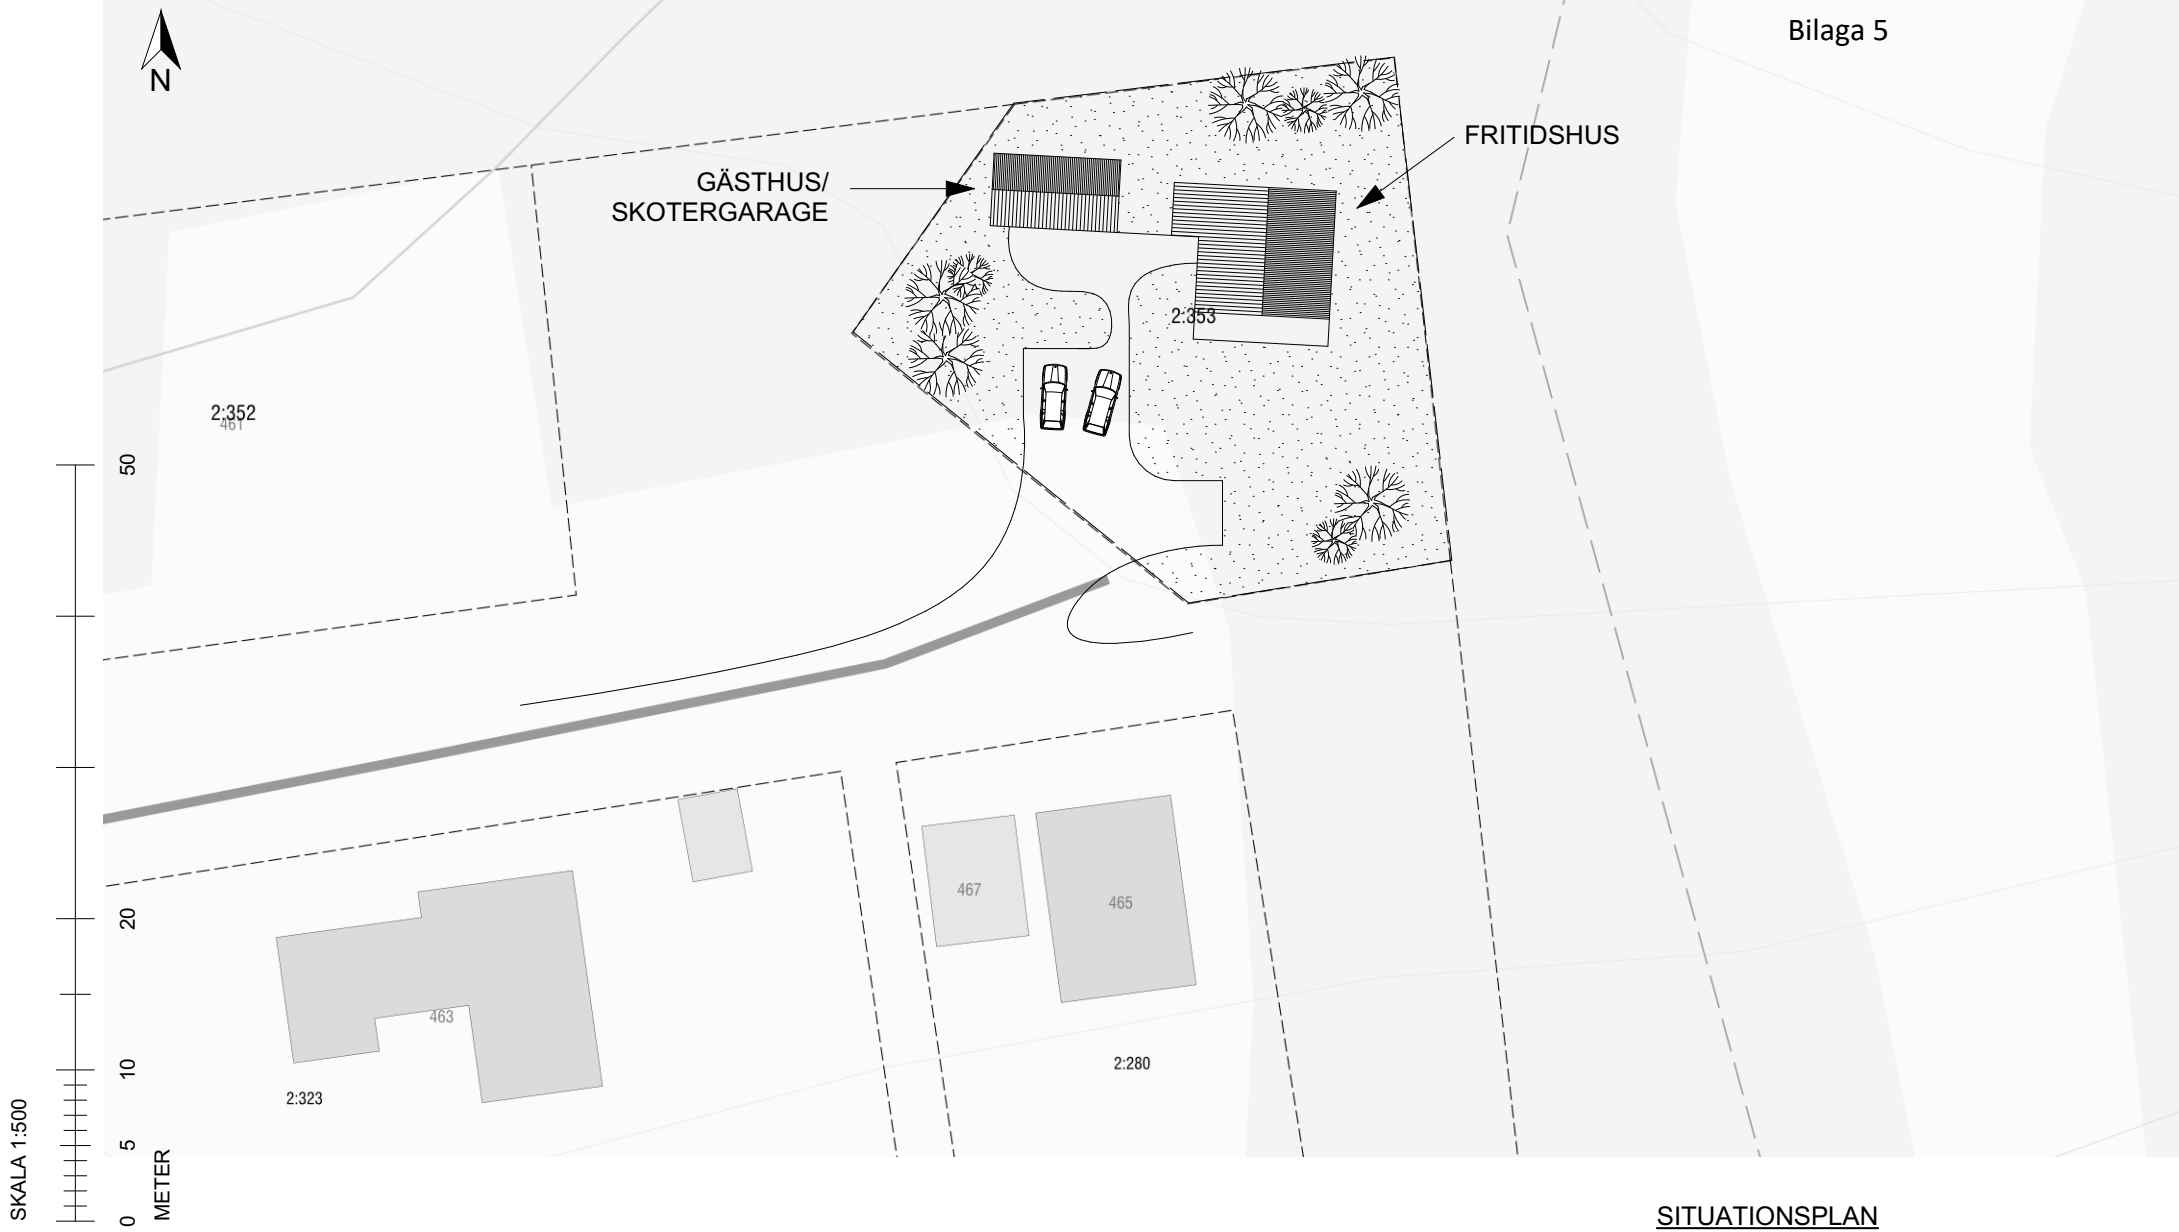 Bilaga 5
N
FRITIDSHUS
GÄSTHUS/
SKOTERGARAGE
2:353
2:352
461
50
20
10
5
0
METER
SKALA 1:500
467
465
463
2:280
2:323
SITUATIONSPLAN